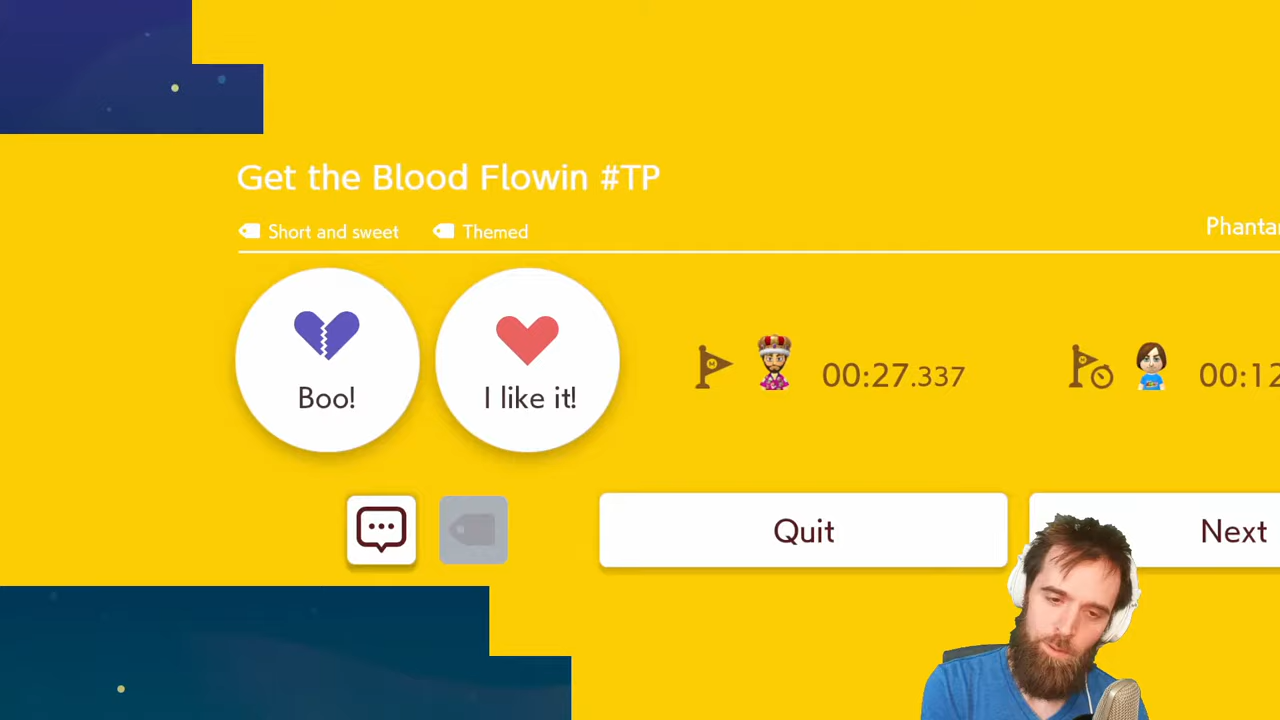 Get the Blood Flowin #TP
Short and sweet Themed
Boo! I like it!
00:27.337
00:12
Quit Next